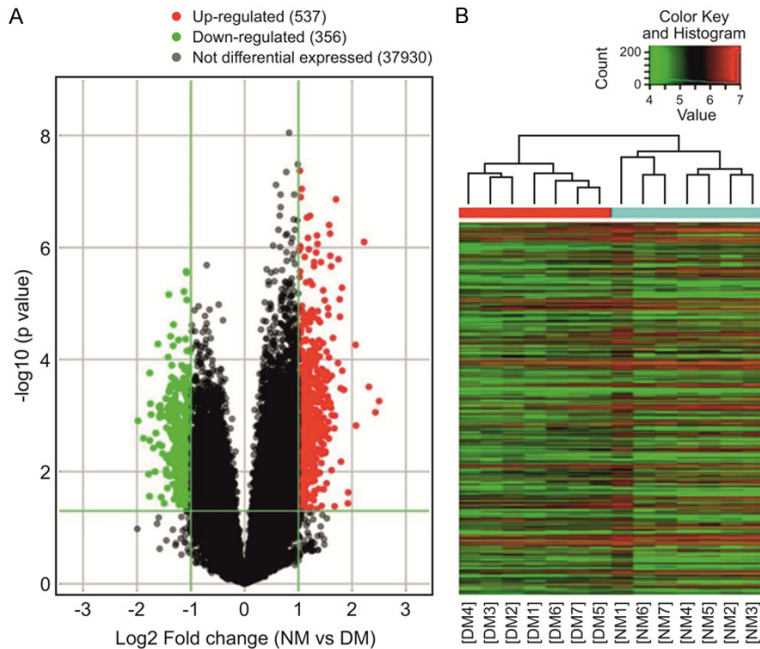 A
Up-regulated (537)
Down-regulated (356)
Not differential expressed (37930)
8
6
4
2
0
-log10 (p value)
-3 -2 -1 0 1 2 3
Log2 Fold change (NM vs DM)
B
Color Key
and Histogram
Count
200
0
4 5 6 7
Value
[DM4] [DM3] [DM2] [DM1] [DM6] [DM7] [DM5] [NM1] [NM6] [NM7] [NM4] [NM5] [NM2] [NM3]